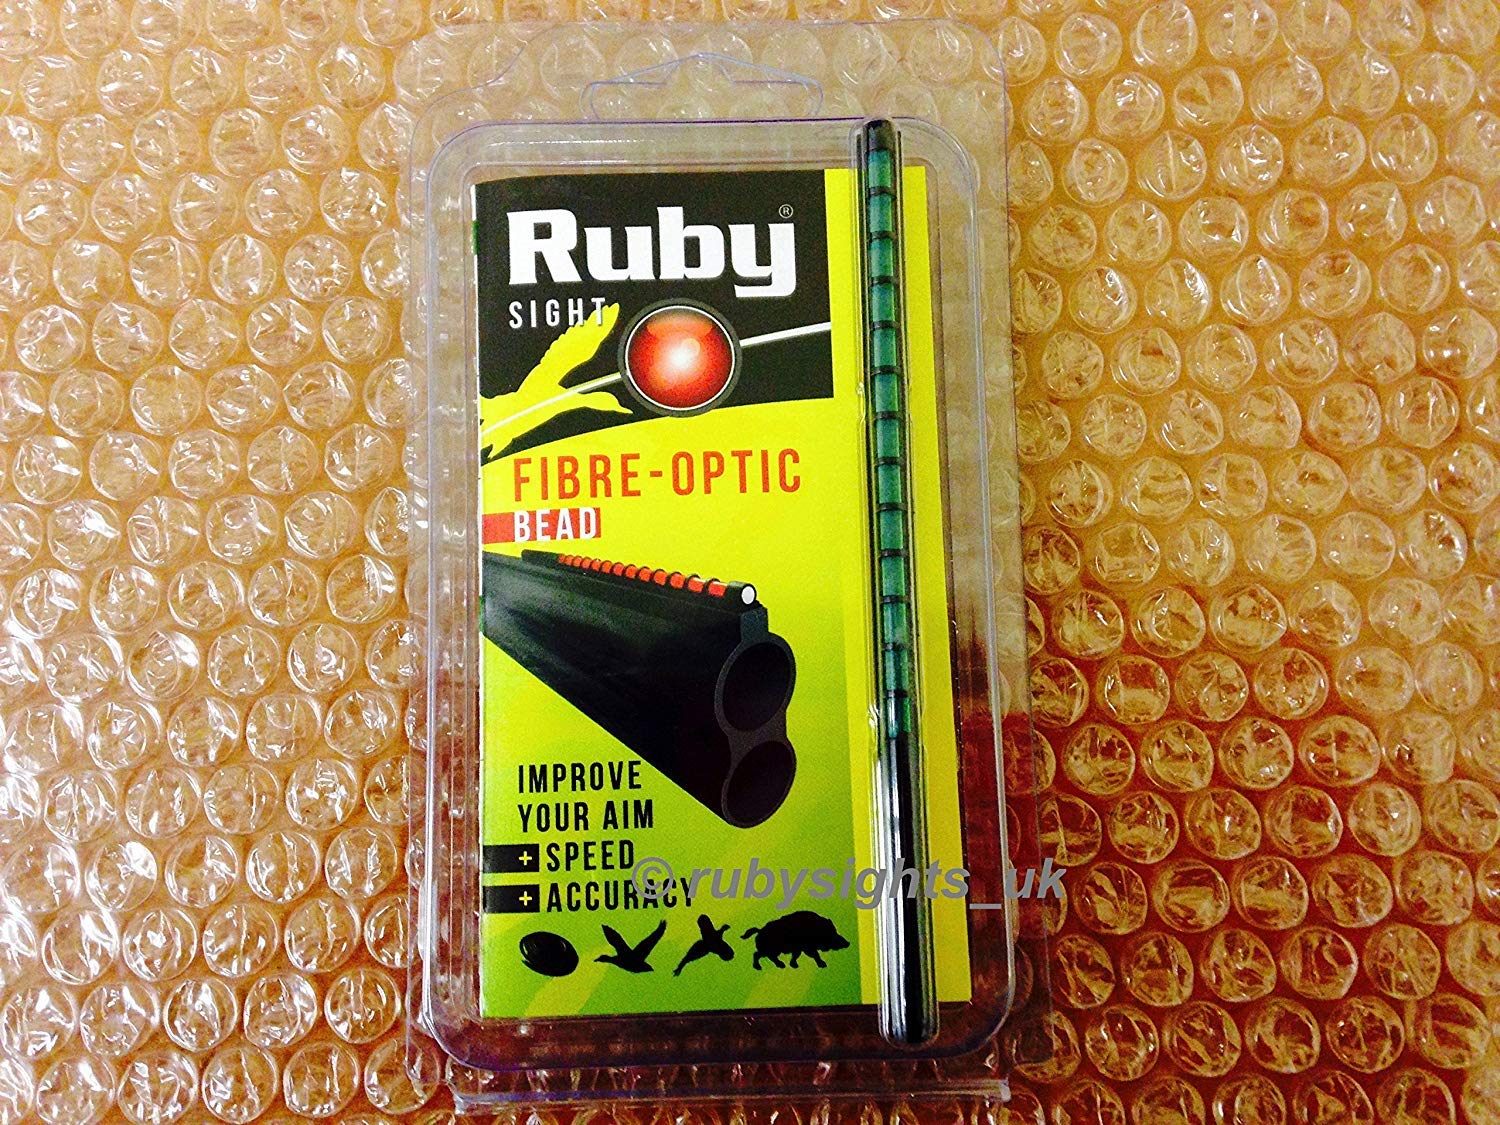 Ruby ®
SIGHT
FIBRE-OPTIC
BEAD
IMPROVE
YOUR AIM
+ SPEED
+ ACCURACY
© rubysights_uk